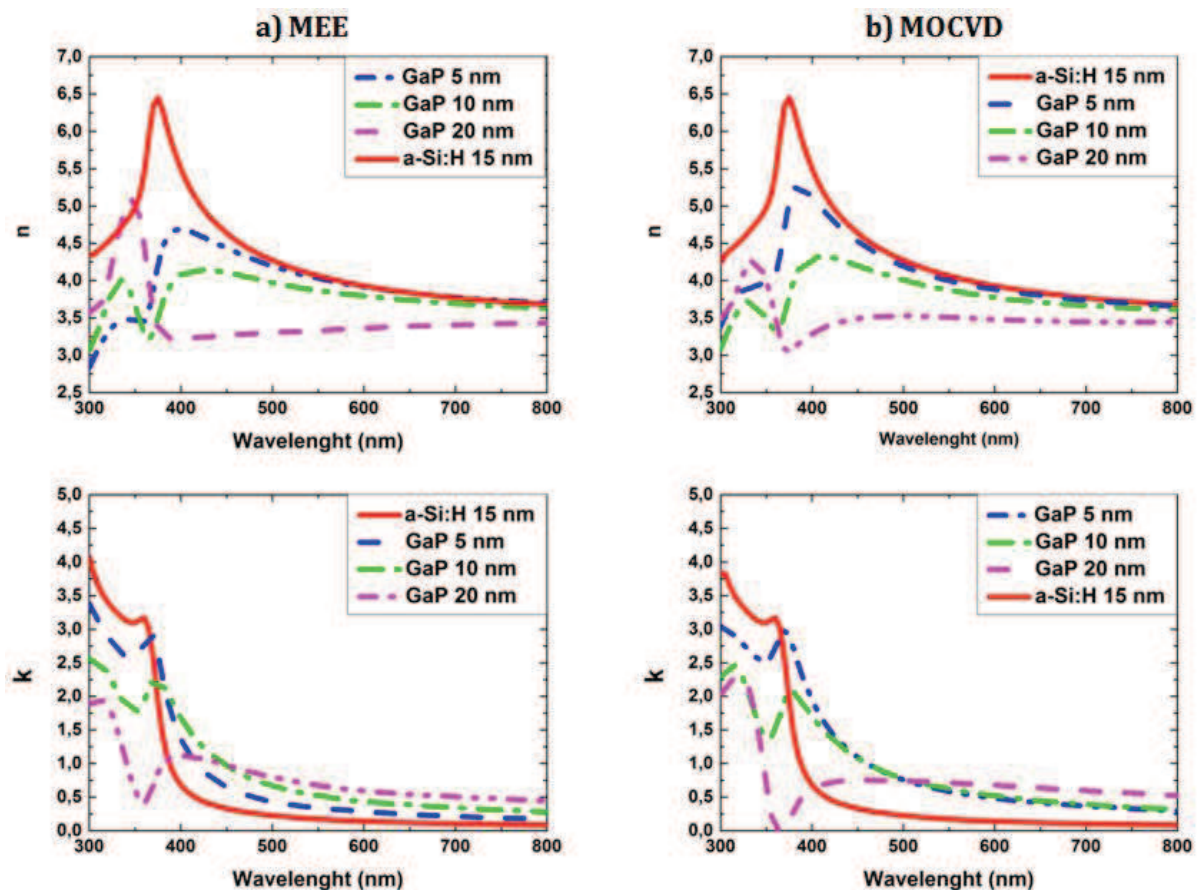 a) MEE
7,0
6,5
6,0
5,5
5,0
4,5
4,0
3,5
3,0
2,5
n
GaP 5 nm
GaP 10 nm
GaP 20 nm
a-Si:H 15 nm
300 400 500 600 700 800
Wavelenght (nm)
b) MOCVD
7,0
6,5
6,0
5,5
5,0
4,5
4,0
3,5
3,0
2,5
n
a-Si:H 15 nm
GaP 5 nm
GaP 10 nm
GaP 20 nm
300 400 500 600 700 800
Wavelenght (nm)
5,0
4,5
4,0
3,5
3,0
2,5
2,0
1,5
1,0
0,5
0,0
k
a-Si:H 15 nm
GaP 5 nm
GaP 10 nm
GaP 20 nm
300 400 500 600 700 800
Wavelenght (nm)
5,0
4,5
4,0
3,5
3,0
2,5
2,0
1,5
1,0
0,5
0,0
k
GaP 5 nm
GaP 10 nm
GaP 20 nm
a-Si:H 15 nm
300 400 500 600 700 800
Wavelenght (nm)